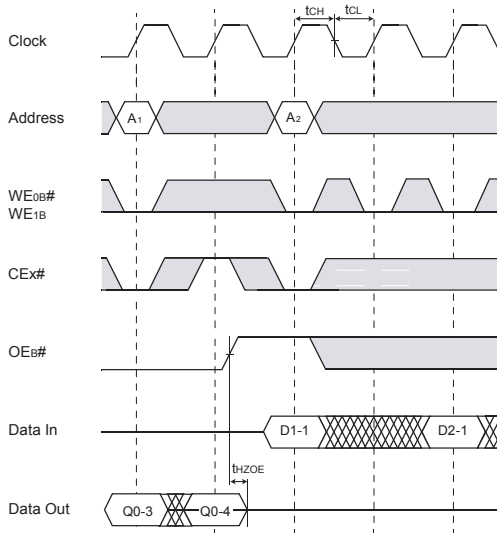 tCH tCL
Clock
Address A1 A2
WE0B#
WE1B
CEx#
OEB#
Data In D1-1 D2-1
tHZOE
Data Out Q0-3 Q0-4